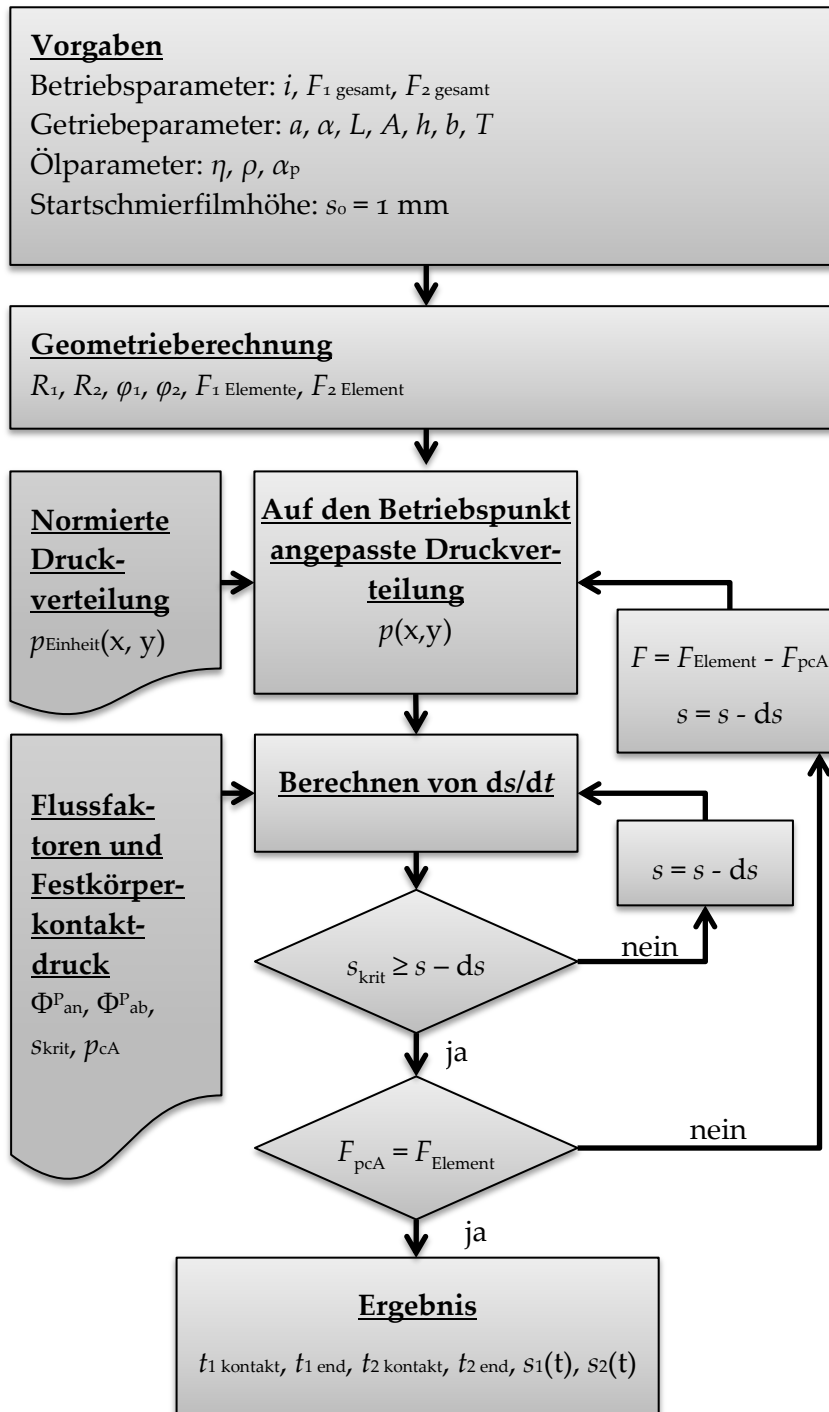 Vorgaben
Betriebsparameter: i, F₁ gesamt, F₂ gesamt
Getriebeparameter: a, α, L, A, h, b, T
Ölparameter: η, ρ, αp
Startschmierfilmhöhe: s₀ = 1 mm
Geometrieberechnung
R₁, R₂, φ₁, φ₂, F₁ Elemente, F₂ Element
Normierte
Druck-
verteilung
pEinheit(x, y)
Auf den Betriebspunkt
angepasste Druckver-
teilung
p(x,y)
F = FElement - FpcA
s = s - ds
Flussfak-
toren und
Festkörper-
kontakt-
druck
Φᴾan, Φᴾab,
skrit, pcA
Berechnen von ds/dt
s = s - ds
skrit ≥ s – ds
nein
ja
FpcA = FElement
nein
ja
Ergebnis
t₁ kontakt, t₁ end, t₂ kontakt, t₂ end, s₁(t), s₂(t)